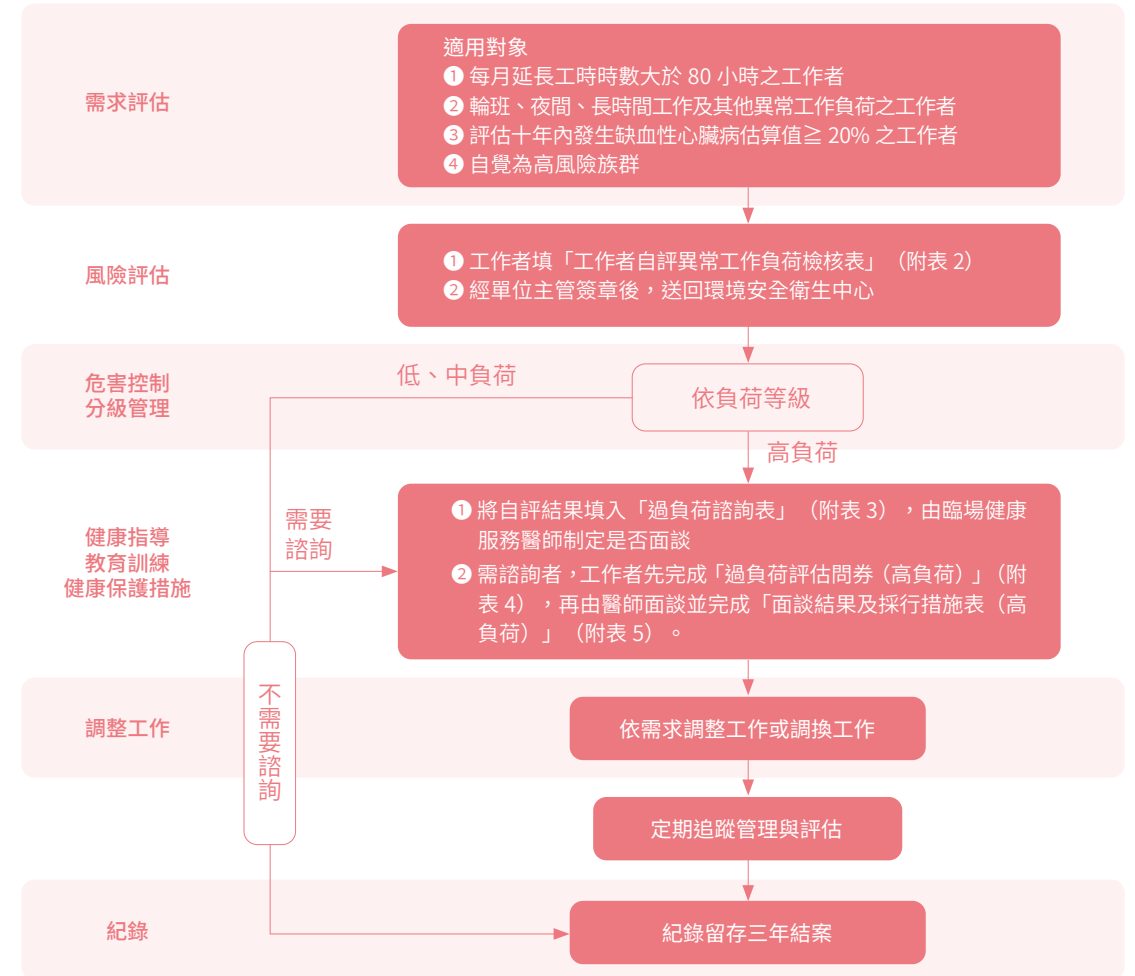 需求評估
適用對象
❶ 每月延長工時時數大於 80 小時之工作者
❷ 輪班、夜間、長時間工作及其他異常工作負荷之工作者
❸ 評估十年內發生缺血性心臟病估算值≧ 20% 之工作者
❹ 自覺為高風險族群
風險評估
❶ 工作者填「工作者自評異常工作負荷檢核表」（附表 2）
❷ 經單位主管簽章後，送回環境安全衛生中心
危害控制
分級管理
低、中負荷
依負荷等級
高負荷
健康指導
教育訓練
健康保護措施
需要
諮詢
❶ 將自評結果填入「過負荷諮詢表」（附表 3），由臨場健康
服務醫師制定是否面談
❷ 需諮詢者，工作者先完成「過負荷評估問券（高負荷）」（附
表 4），再由醫師面談並完成「面談結果及採行措施表（高
負荷）」（附表 5）。
不需要諮詢
調整工作
依需求調整工作或調換工作
定期追蹤管理與評估
紀錄
紀錄留存三年結案